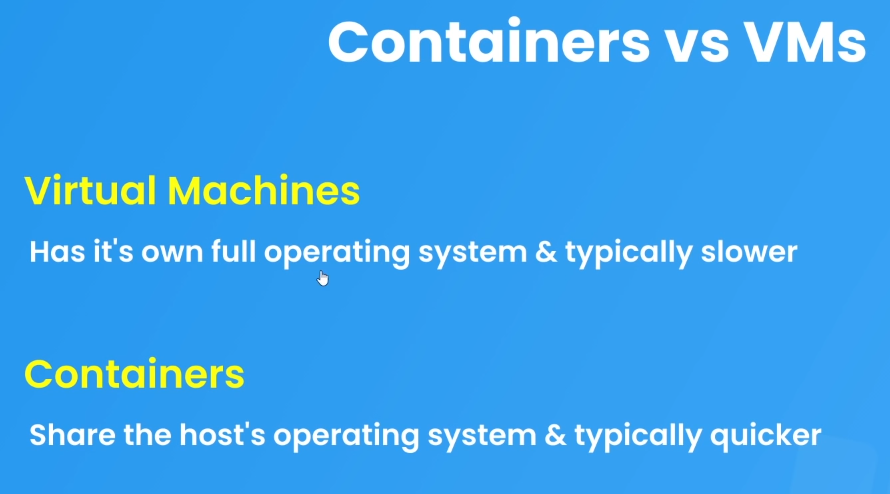 Containers vs VMs
Virtual Machines
Has it's own full operating system & typically slower
Containers
Share the host's operating system & typically quicker